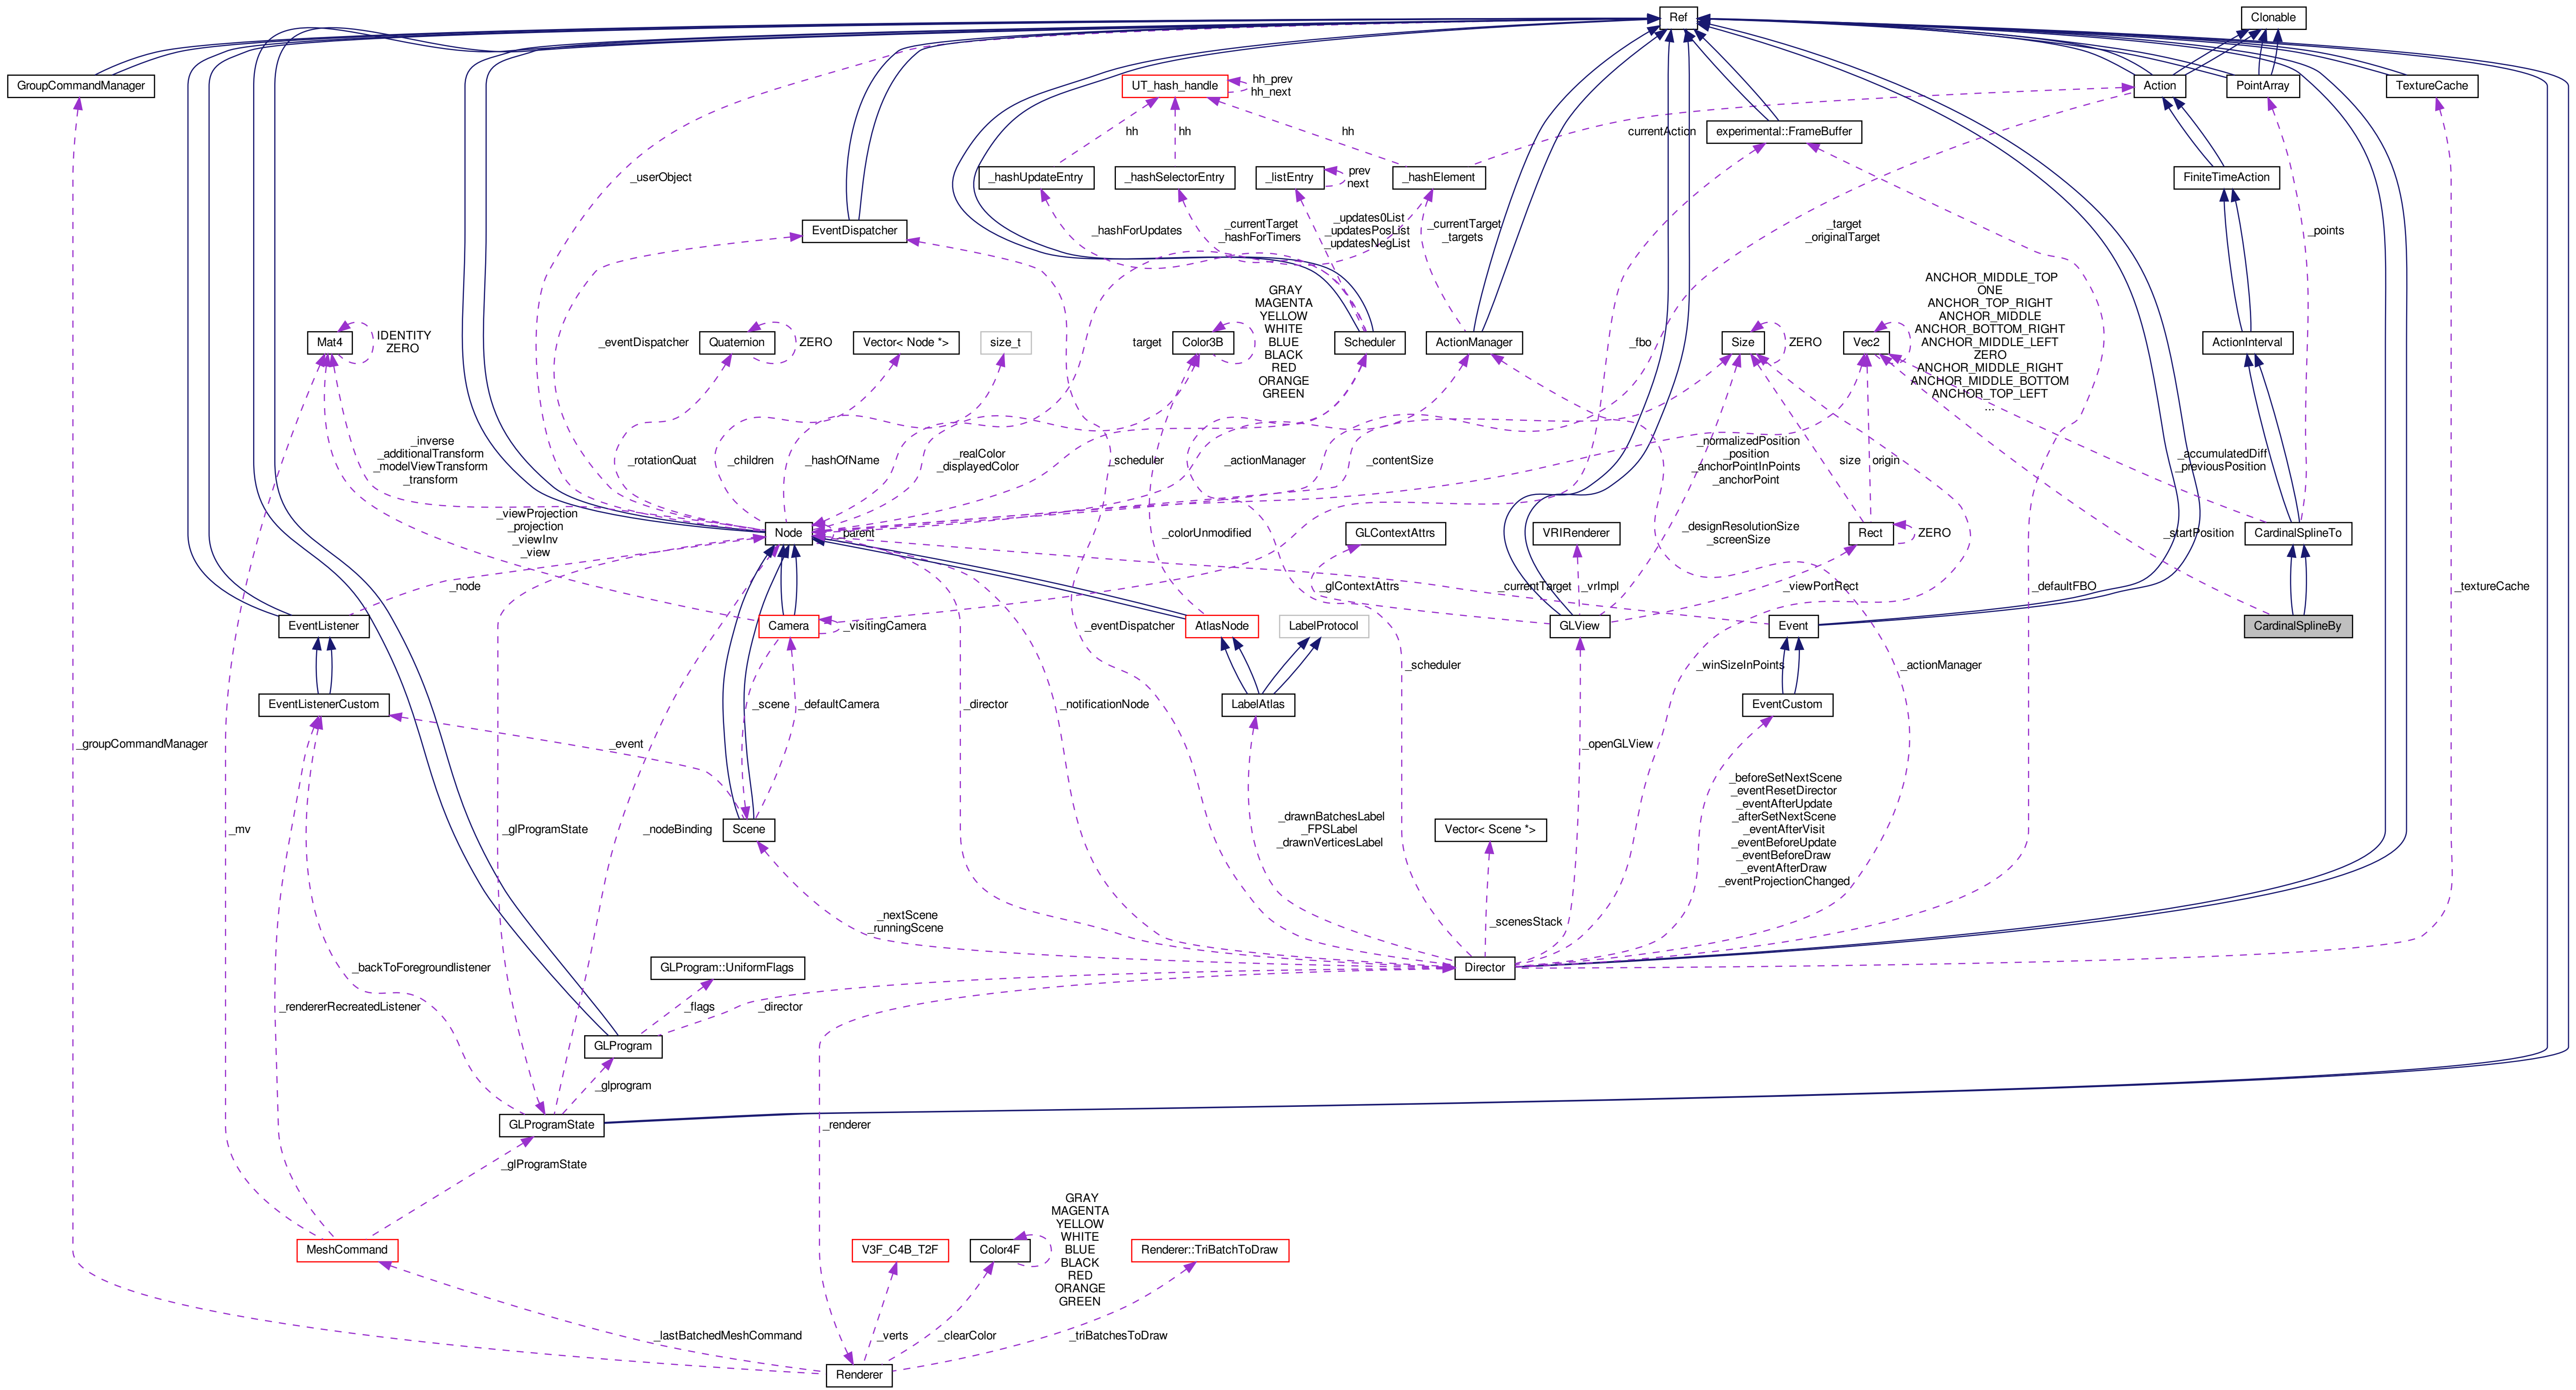 Ref
Clonable
GroupCommandManager
UT_hash_handle
hh_prev
hh_next
Action
PointArray
TextureCache
hh
hh
hh
currentAction
experimental::FrameBuffer
_userObject
_hashUpdateEntry
_hashSelectorEntry
_listEntry
prev
next
_hashElement
FiniteTimeAction
EventDispatcher
_hashForUpdates
_currentTarget
_hashForTimers
_updates0List
_updatesPosList
_updatesNegList
_currentTarget
_targets
_target
_originalTarget
_points
Mat4
IDENTITY
ZERO
_eventDispatcher
Quaternion
ZERO
Vector< Node *>
size_t
target
Color3B
GRAY
MAGENTA
YELLOW
WHITE
BLUE
BLACK
RED
ORANGE
GREEN
Scheduler
ActionManager
_fbo
Size
ZERO
Vec2
ANCHOR_MIDDLE_TOP
ONE
ANCHOR_TOP_RIGHT
ANCHOR_MIDDLE
ANCHOR_BOTTOM_RIGHT
ANCHOR_MIDDLE_LEFT
ZERO
ANCHOR_MIDDLE_RIGHT
ANCHOR_MIDDLE_BOTTOM
ANCHOR_TOP_LEFT
...
ActionInterval
_inverse
_additionalTransform
_modelViewTransform
_transform
_rotationQuat
_children
_hashOfName
_realColor
_displayedColor
_scheduler
_actionManager
_contentSize
_normalizedPosition
_position
_anchorPointInPoints
_anchorPoint
size
origin
_accumulatedDiff
_previousPosition
_viewProjection
_projection
_viewInv
_view
Node
_parent
_colorUnmodified
GLContextAttrs
VRIRenderer
_designResolutionSize
_screenSize
Rect
ZERO
_startPosition
CardinalSplineTo
_node
_glContextAttrs
_currentTarget
_vrImpl
_viewPortRect
_defaultFBO
_textureCache
EventListener
Camera
_visitingCamera
_eventDispatcher
AtlasNode
LabelProtocol
GLView
Event
CardinalSplineBy
_scheduler
_winSizeInPoints
_actionManager
EventListenerCustom
_scene
_defaultCamera
_director
_notificationNode
LabelAtlas
EventCustom
_groupCommandManager
_event
_openGLView
_mv
_glProgramState
_nodeBinding
Scene
_drawnBatchesLabel
_FPSLabel
_drawnVerticesLabel
Vector< Scene *>
_beforeSetNextScene
_eventResetDirector
_eventAfterUpdate
_afterSetNextScene
_eventAfterVisit
_eventBeforeUpdate
_eventBeforeDraw
_eventAfterDraw
_eventProjectionChanged
_nextScene
_runningScene
_scenesStack
_backToForegroundlistener
GLProgram::UniformFlags
Director
_rendererRecreatedListener
_flags
_director
GLProgram
_glprogram
GLProgramState
_renderer
_glProgramState
GRAY
MAGENTA
YELLOW
WHITE
BLUE
BLACK
RED
ORANGE
GREEN
MeshCommand
V3F_C4B_T2F
Color4F
Renderer::TriBatchToDraw
_lastBatchedMeshCommand
_verts
_clearColor
_triBatchesToDraw
Renderer